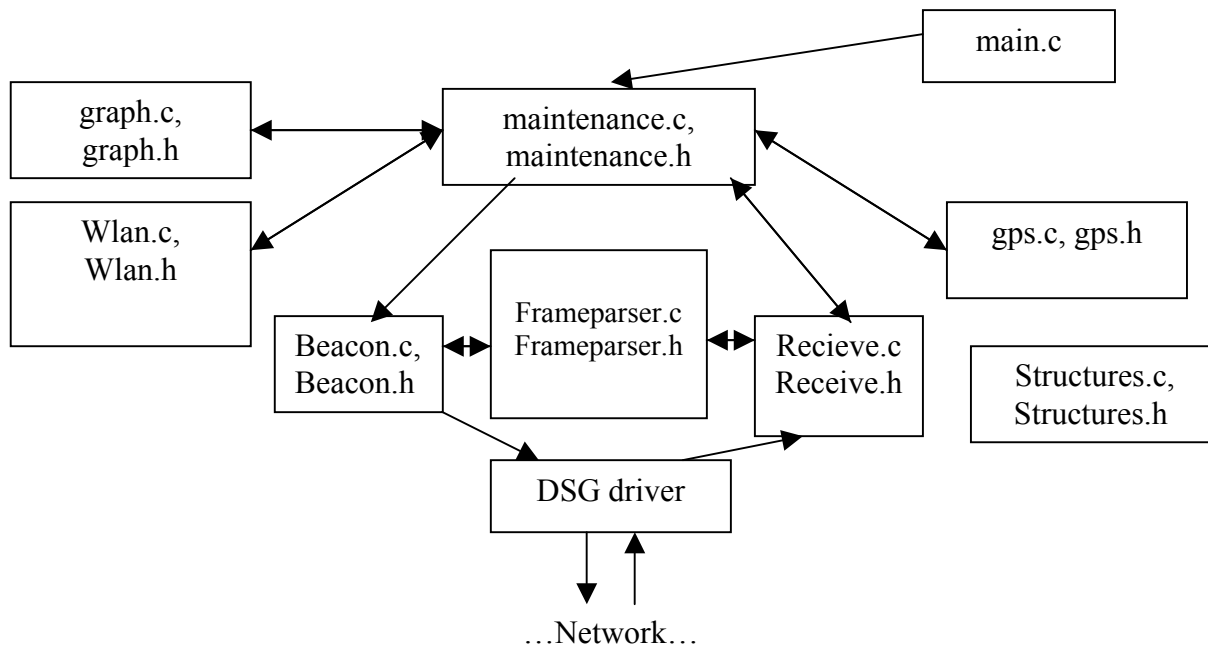 main.c
graph.c,
graph.h
maintenance.c,
maintenance.h
Wlan.c,
Wlan.h
gps.c, gps.h
Frameparser.c
Frameparser.h
Beacon.c,
Beacon.h
Recieve.c
Receive.h
Structures.c,
Structures.h
DSG driver
…Network…